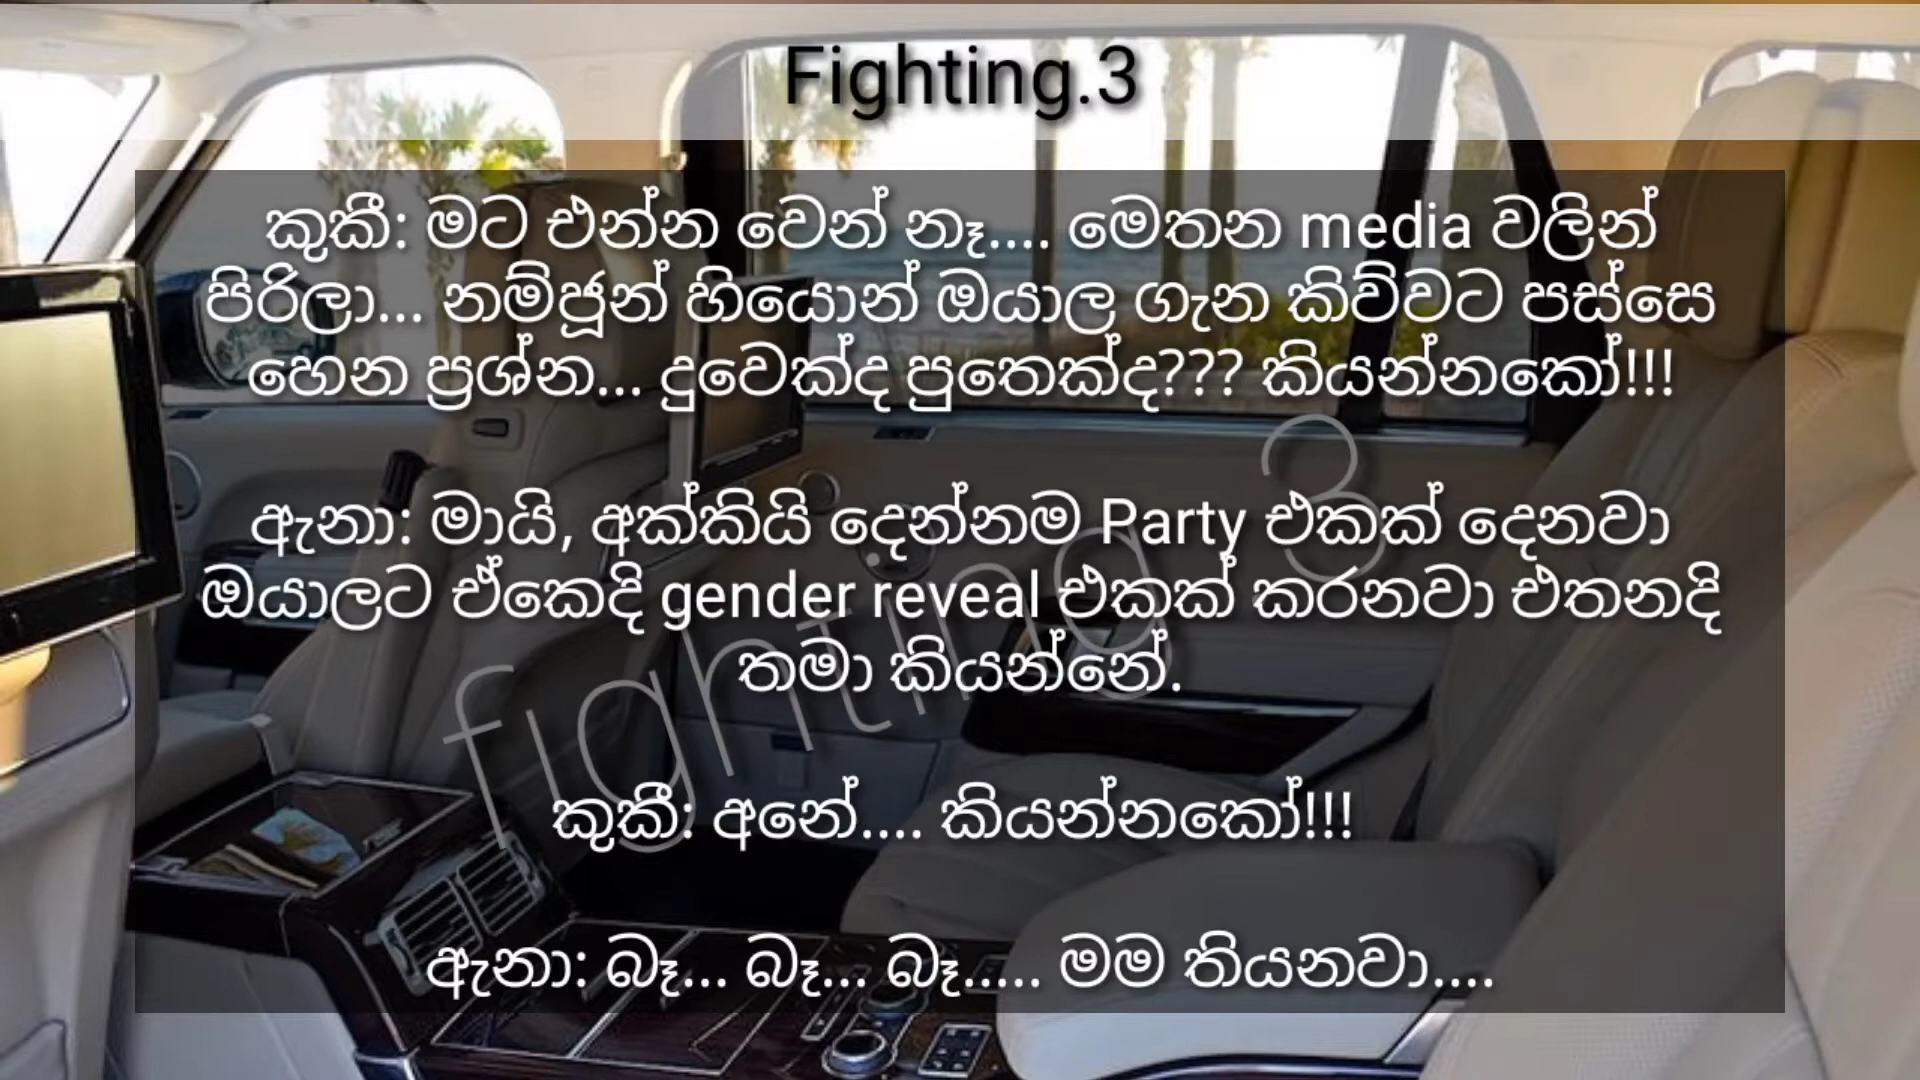 Fighting.3
කුකී: මට එන්න වෙන් නෑ.... මෙතන media වලින්
පිරිලා... නම්ජූන් හියොන් ඔයාල ගැන කිව්වට පස්සෙ
හෙන ප්‍රශ්න... දුවෙක්ද පුතෙක්ද??? කියන්නකෝ!!!
ඇනා: මායි, අක්කියි දෙන්නම Party එකක් දෙනවා
ඔයාලට ඒකෙදි gender reveal එකක් කරනවා එතනදි
තමා කියන්නේ.
කුකී: අනේ.... කියන්නකෝ!!!
ඇනා: බෑ... බෑ... බෑ..... මම තියනවා....
fighting 3